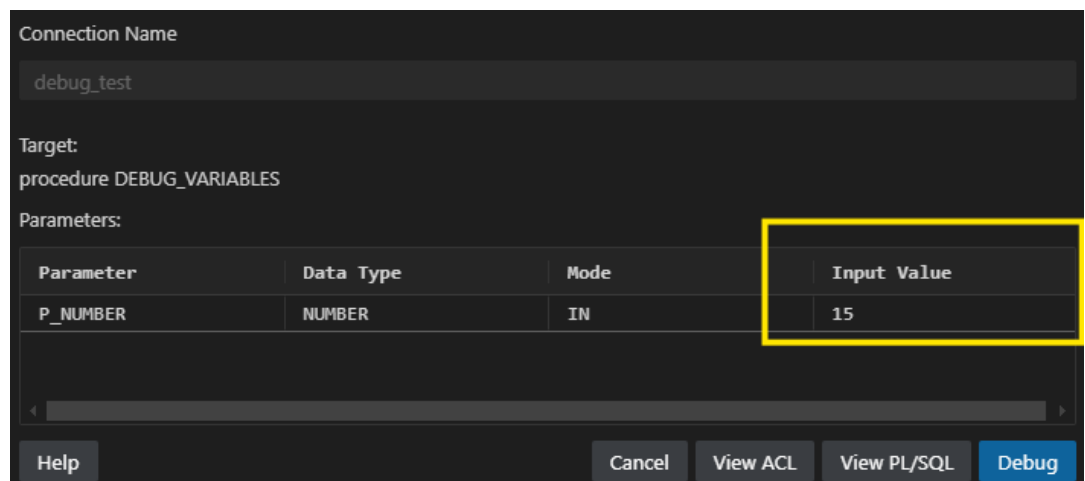 Connection Name
debug_test
Target:
procedure DEBUG_VARIABLES
Parameters:
Parameter Data Type Mode Input Value
P_NUMBER NUMBER IN 15
Help Cancel View ACL View PL/SQL Debug